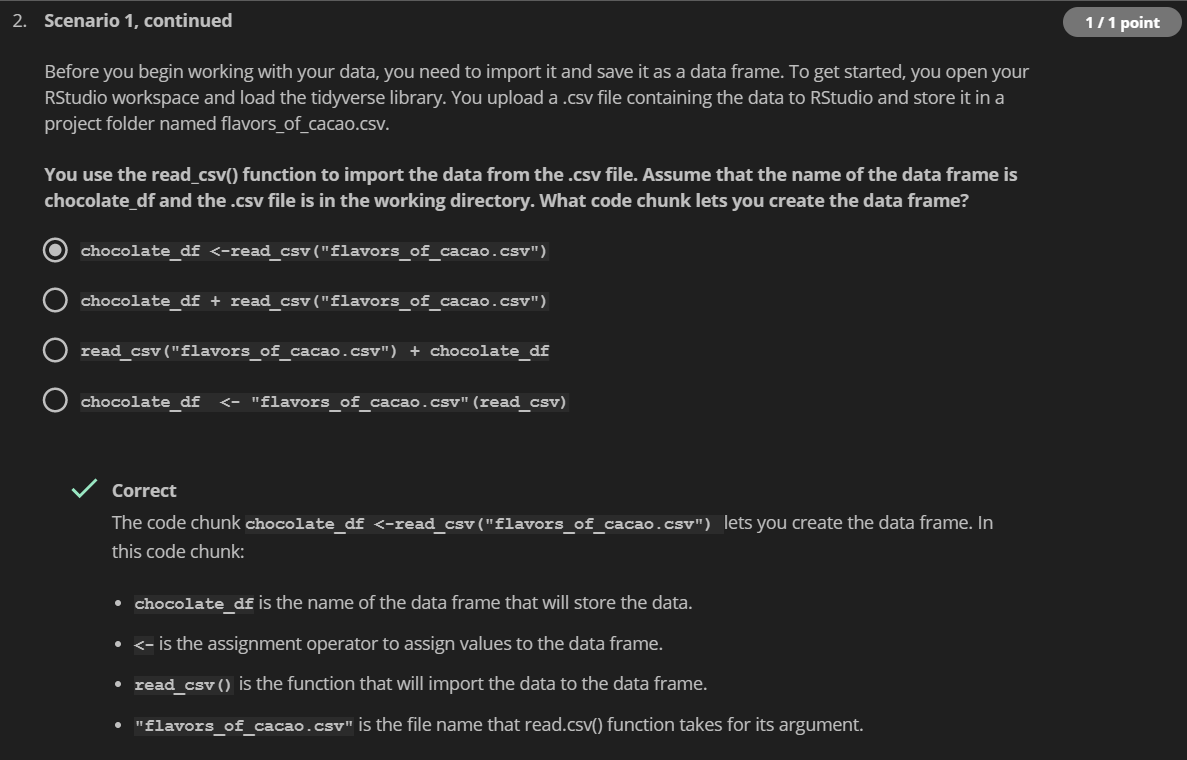 2. Scenario 1, continued
1 / 1 point
Before you begin working with your data, you need to import it and save it as a data frame. To get started, you open your
RStudio workspace and load the tidyverse library. You upload a .csv file containing the data to RStudio and store it in a
project folder named flavors_of_cacao.csv.
You use the read_csv() function to import the data from the .csv file. Assume that the name of the data frame is
chocolate_df and the .csv file is in the working directory. What code chunk lets you create the data frame?
chocolate_df <-read_csv("flavors_of_cacao.csv")
chocolate_df + read_csv("flavors_of_cacao.csv")
read_csv("flavors_of_cacao.csv") + chocolate_df
chocolate_df  <- "flavors_of_cacao.csv"(read_csv)
Correct
The code chunk chocolate_df <-read_csv("flavors_of_cacao.csv") lets you create the data frame. In
this code chunk:
• chocolate_df is the name of the data frame that will store the data.
• <- is the assignment operator to assign values to the data frame.
• read_csv() is the function that will import the data to the data frame.
• "flavors_of_cacao.csv" is the file name that read.csv() function takes for its argument.